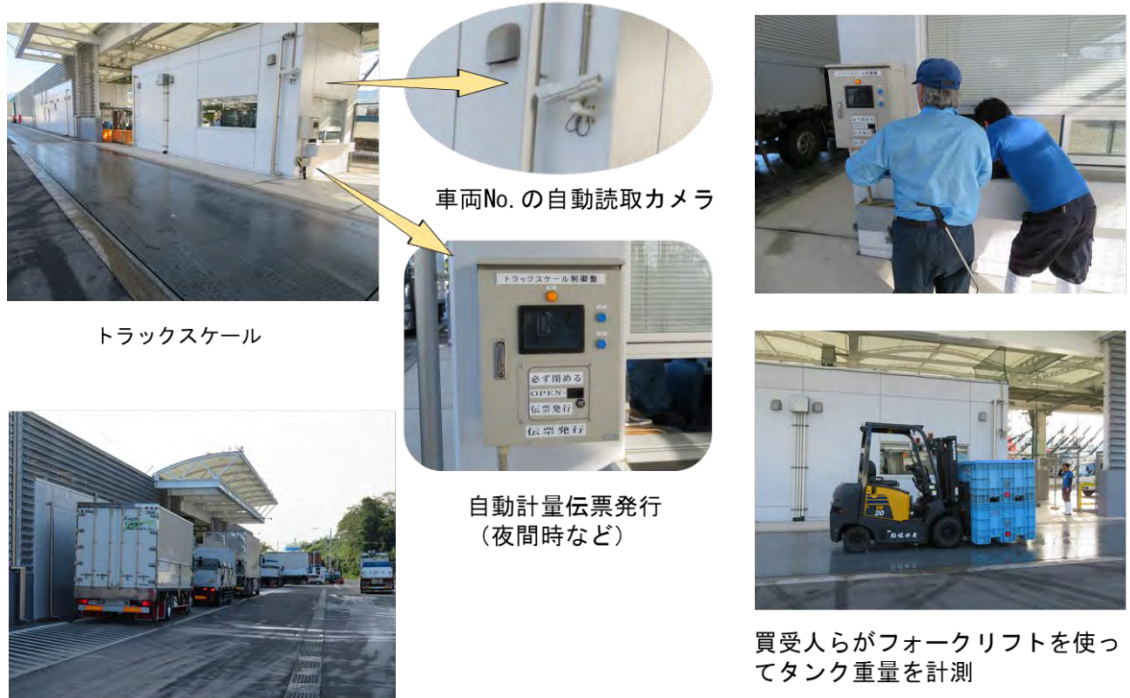 車両No.の自動読取カメラ
トラックスケール
トラックスケール制御盤
必ず閉める
OPEN
伝票発行
伝票発行
自動計量伝票発行
(夜間時など)
20
買受人らがフォークリフトを使っ
てタンク重量を計測